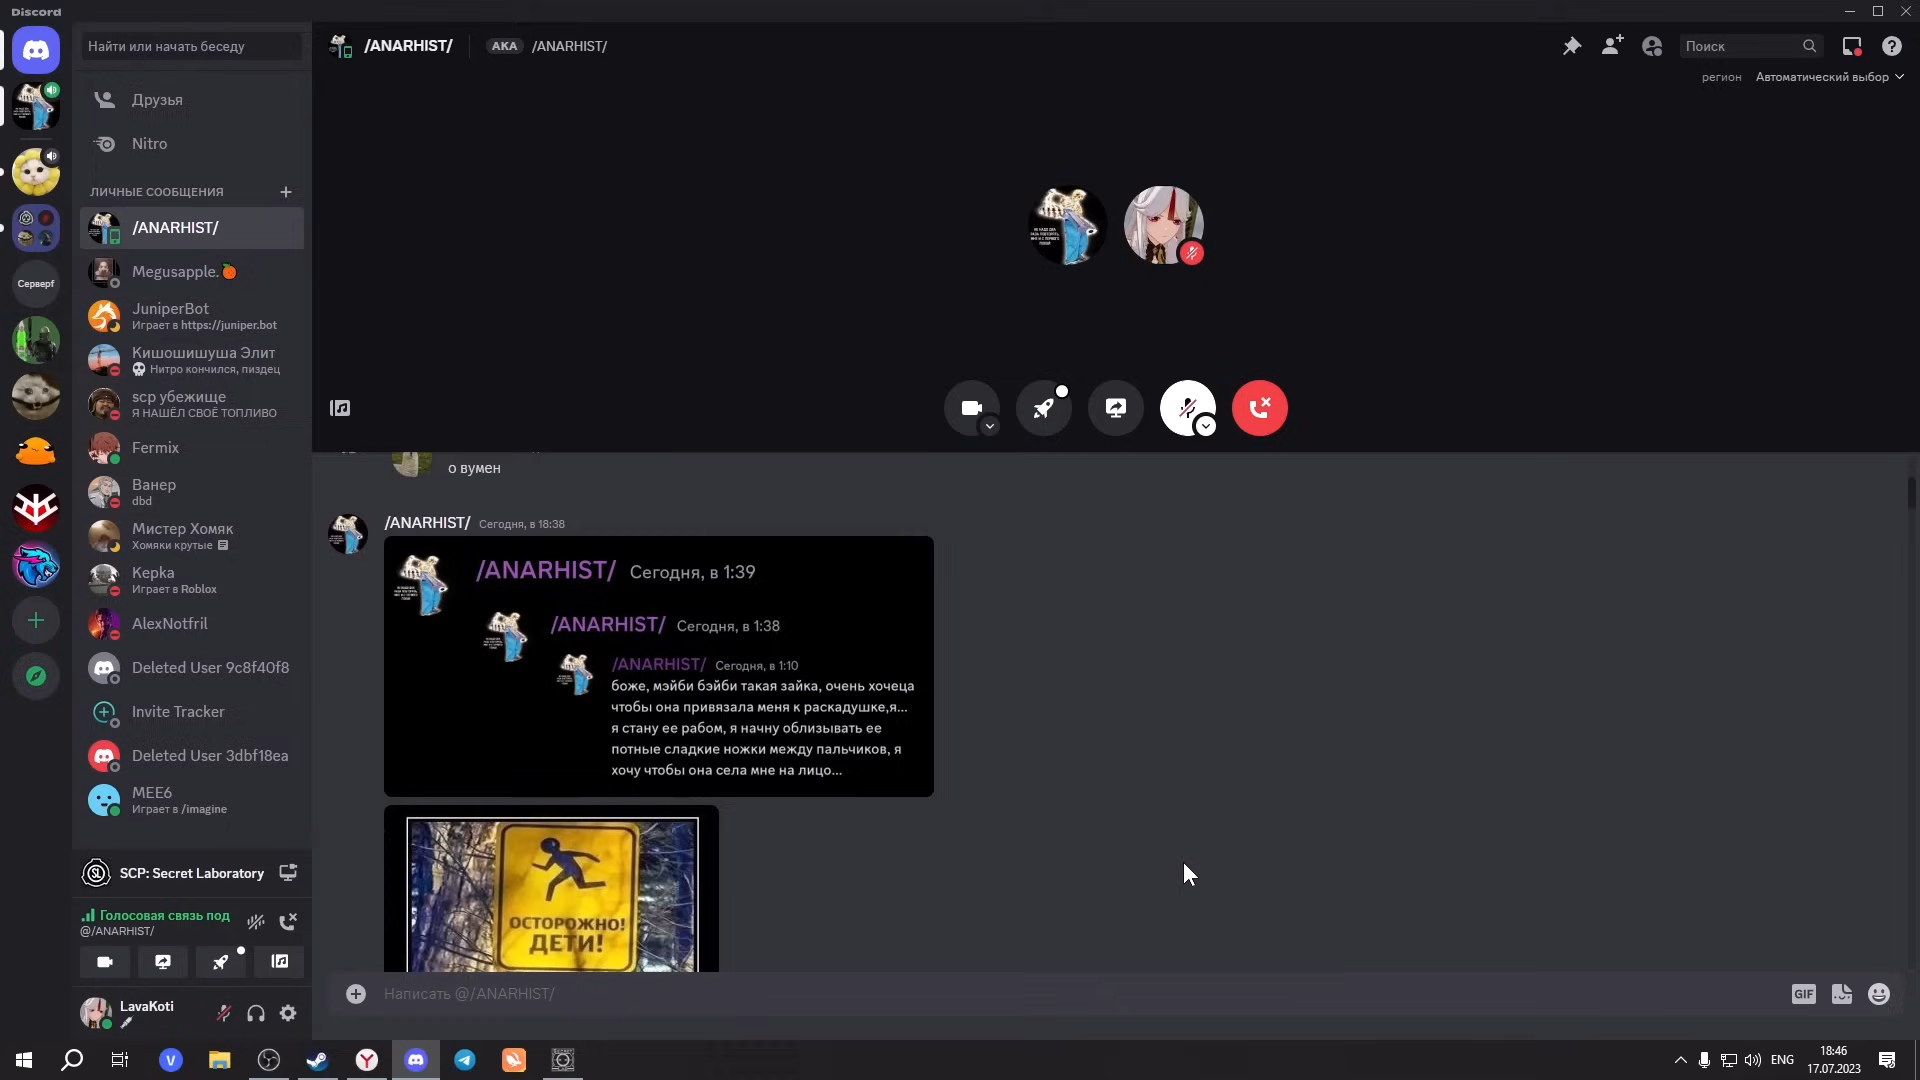 Discord
Найти или начать беседу
Друзья
Nitro
ЛИЧНЫЕ СООБЩЕНИЯ
/ANARHIST/
Megusapple.
JuniperBot
Играет в https://juniper.bot
Кишошишуша Элит
Нитро кончился, пиздец
scp убежище
Я НАШЁЛ СВОЁ ТОПЛИВО
Fermix
Ванер
dbd
Мистер Хомяк
Хомяки крутые
Керка
Играет в Roblox
AlexNotfril
Deleted User 9c8f40f8
Invite Tracker
Deleted User 3dbf18ea
MEE6
Играет в /imagine
Серверf
SCP: Secret Laboratory
Голосовая связь под
@/ANARHIST/
LavaKoti
/ANARHIST/ AKA /ANARHIST/
Поиск
регион Автоматический выбор
о вумен
/ANARHIST/ Сегодня, в 18:38
/ANARHIST/ Сегодня, в 1:39
/ANARHIST/ Сегодня, в 1:38
/ANARHIST/ Сегодня, в 1:10
боже, мэйби бэйби такая зайка, очень хочеца
чтобы она привязала меня к раскадушке,я...
я стану ее рабом, я начну облизывать ее
потные сладкие ножки между пальчиков, я
хочу чтобы она села мне на лицо...
ОСТОРОЖНО!
ДЕТИ!
Написать @/ANARHIST/
GIF
ENG
18:46
17.07.2023